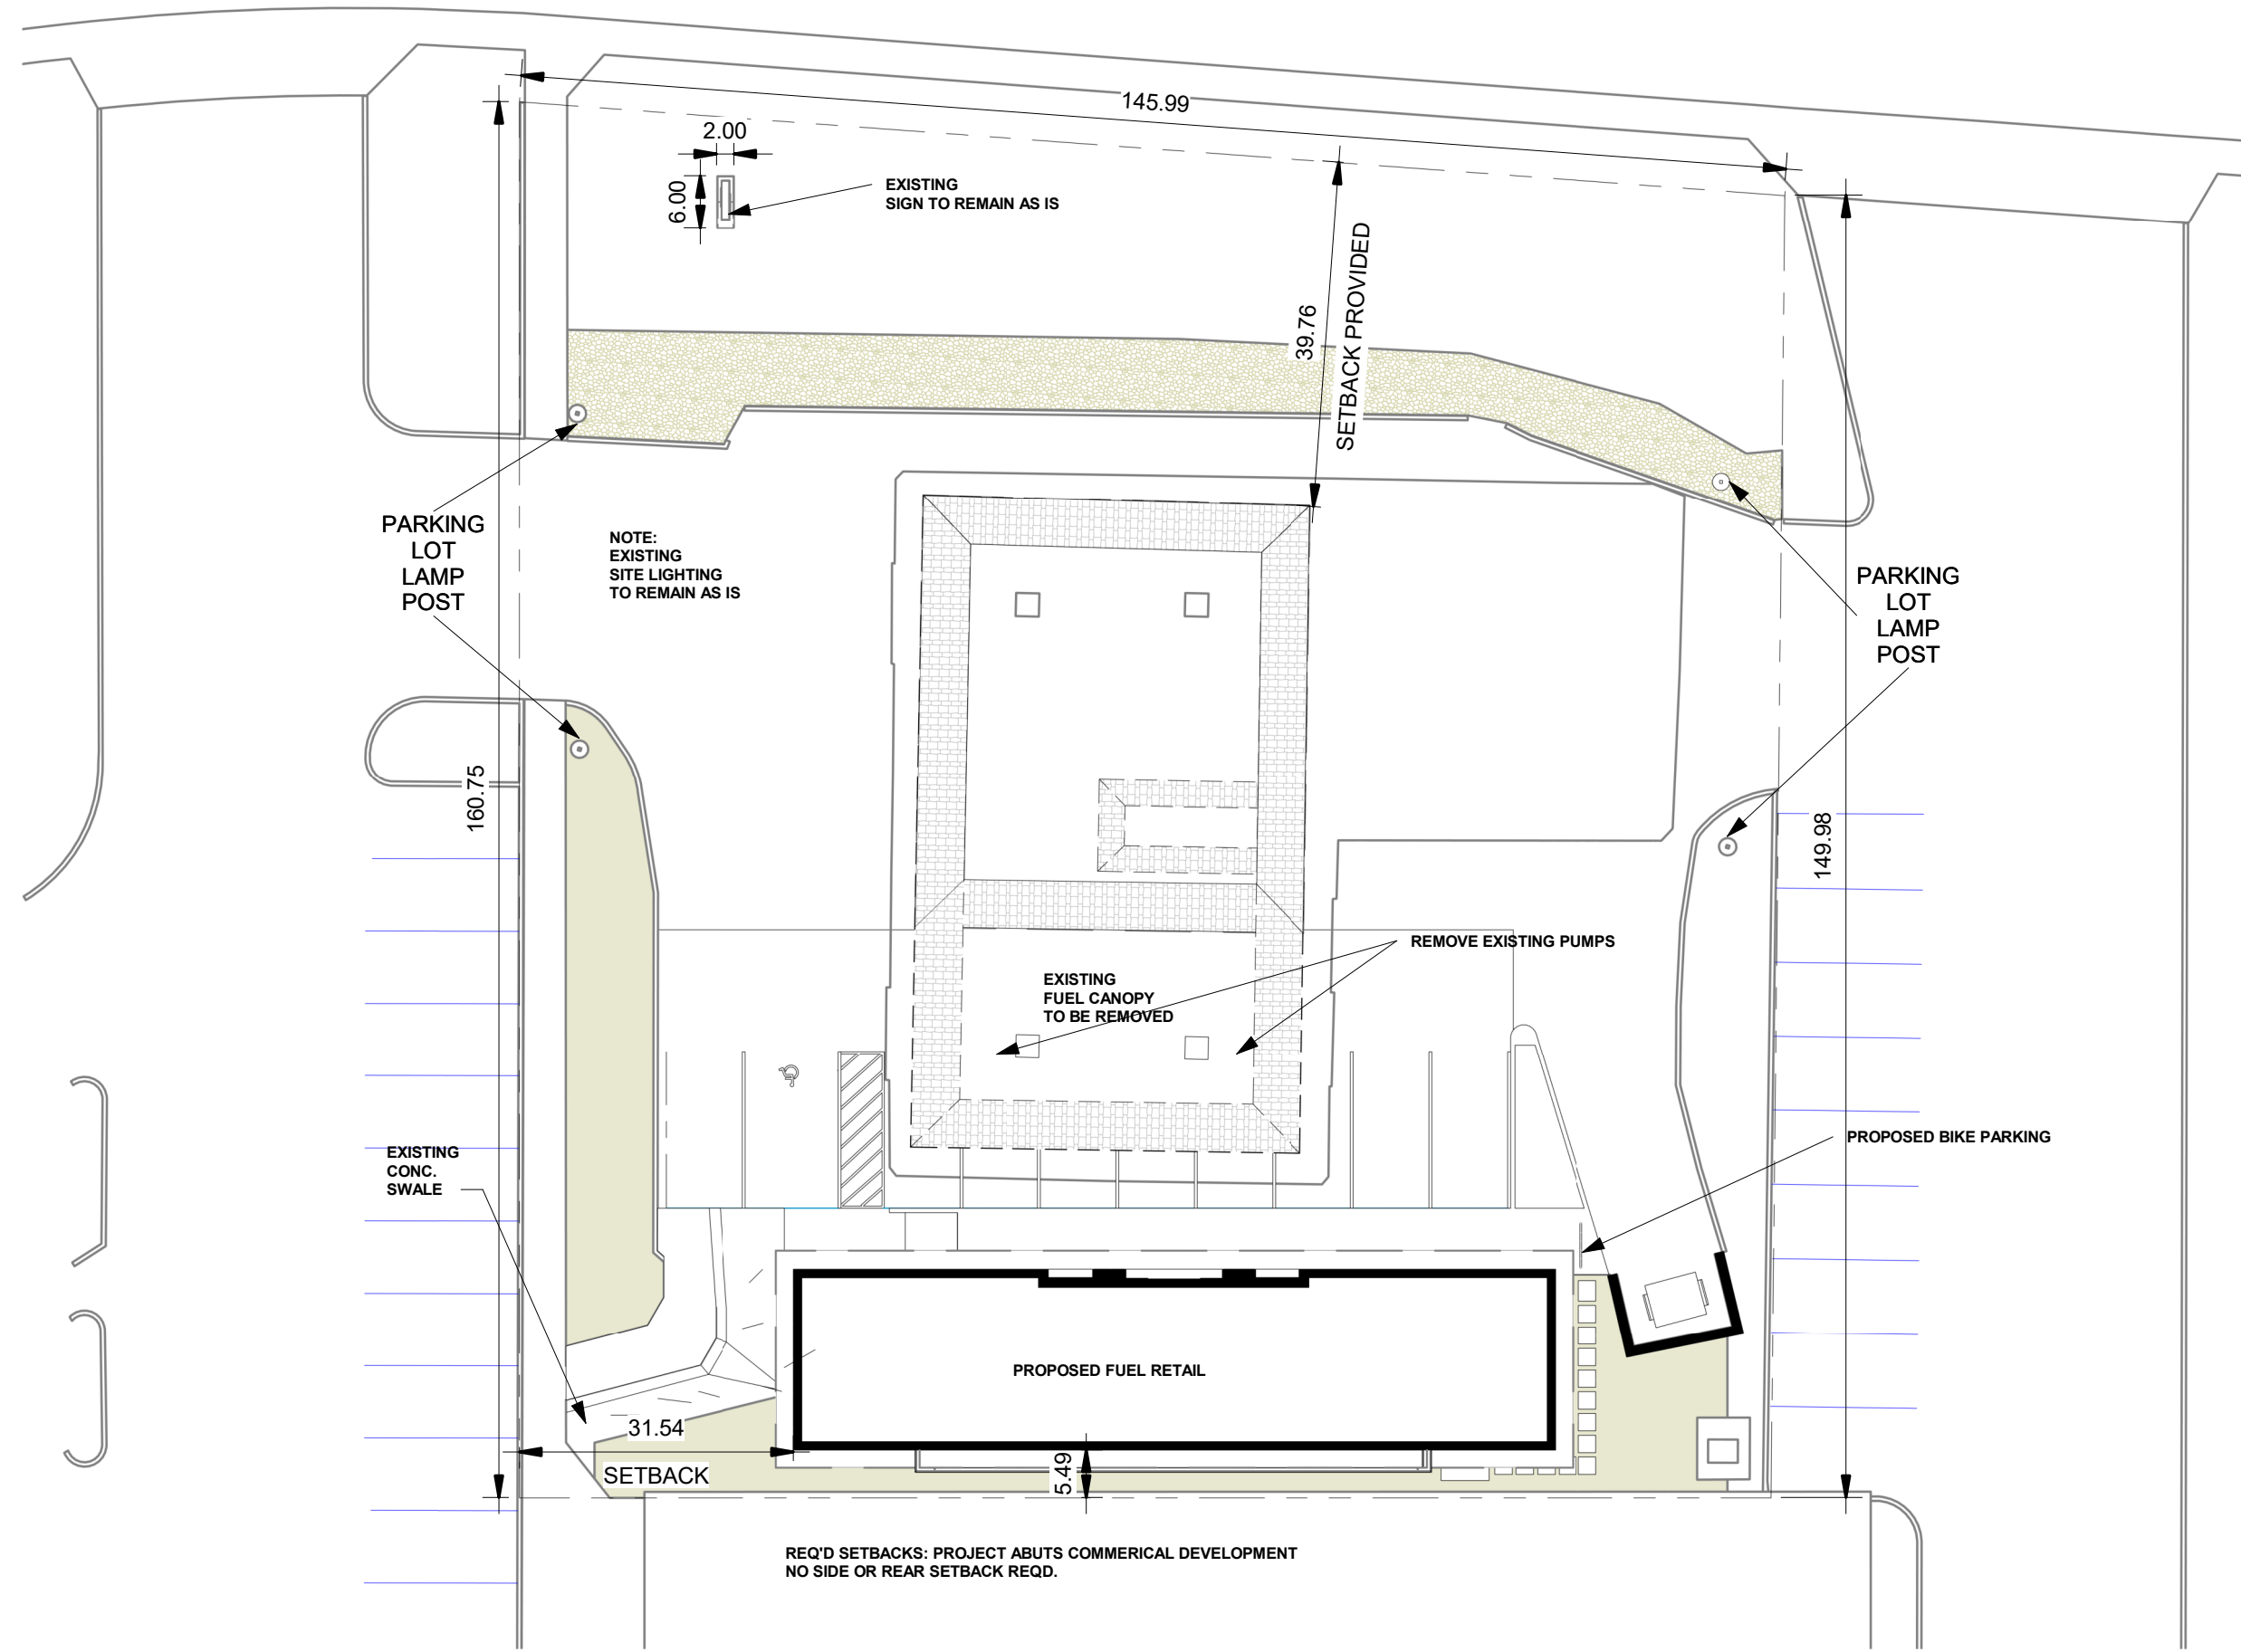 145.99
2.00
6.00
EXISTING
SIGN TO REMAIN AS IS
39.76
SETBACK PROVIDED
PARKING
LOT
LAMP
POST
NOTE:
EXISTING
SITE LIGHTING
TO REMAIN AS IS
PARKING
LOT
LAMP
POST
160.75
149.98
REMOVE EXISTING PUMPS
EXISTING
FUEL CANOPY
TO BE REMOVED
EXISTING
CONC.
SWALE
PROPOSED BIKE PARKING
PROPOSED FUEL RETAIL
31.54
SETBACK
5.49
REQ'D SETBACKS: PROJECT ABUTS COMMERICAL DEVELOPMENT
NO SIDE OR REAR SETBACK REQD.